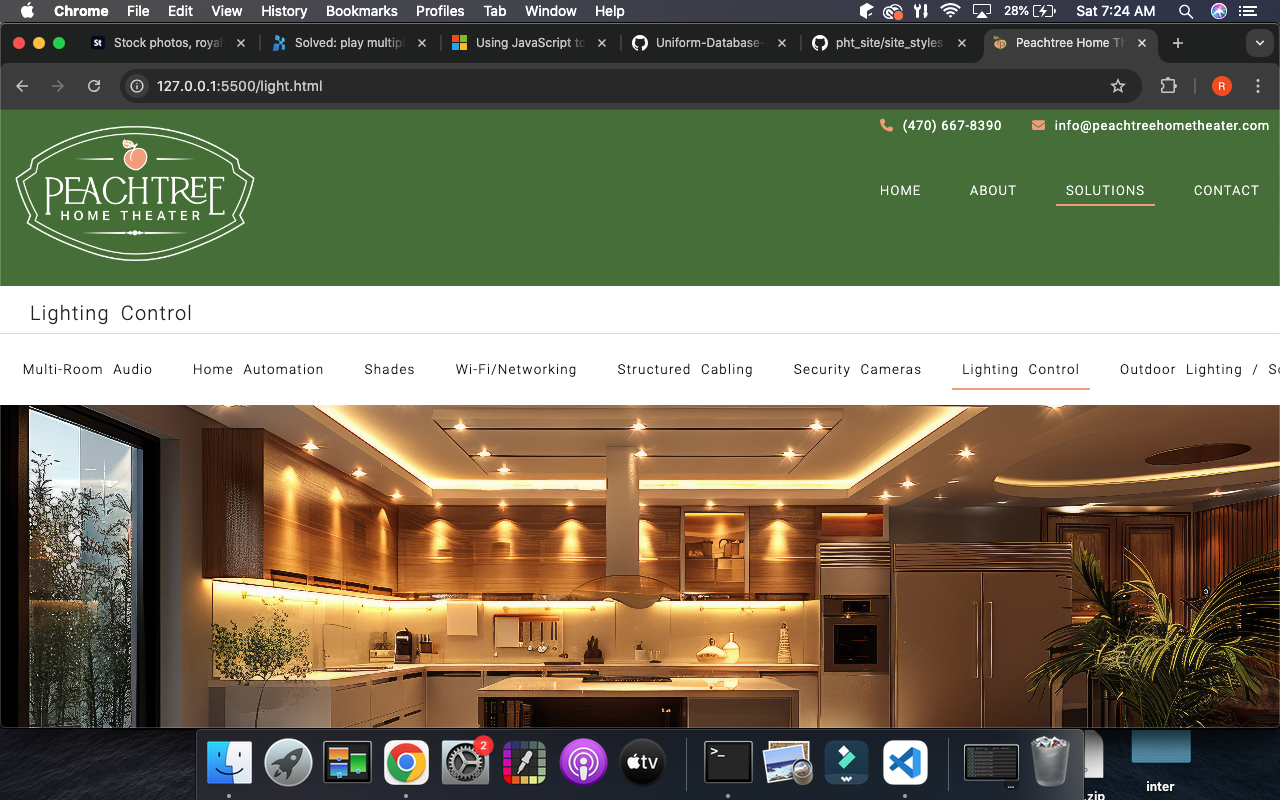 Chrome File Edit View History Bookmarks Profiles Tab Window Help 28% Sat 7:24 AM
St Stock photos, royal Solved: play multipl Using JavaScript to Uniform-Database- pht_site/site_styles Peachtree Home Th
127.0.0.1:5500/light.html R
(470) 667-8390 info@peachtreehometheater.com
PEACHTREE
HOME THEATER
HOME ABOUT SOLUTIONS CONTACT
Lighting Control
Multi-Room Audio Home Automation Shades Wi-Fi/Networking Structured Cabling Security Cameras Lighting Control Outdoor Lighting / So
2
tv
>_
.zip
inter